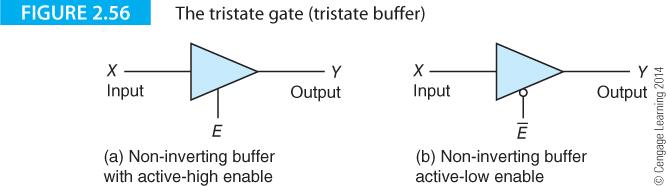 FIGURE 2.56 The tristate gate (tristate buffer)
X Y
Input Output
E
(a) Non-inverting buffer
with active-high enable
X Y
Input Output
E̅
(b) Non-inverting buffer
active-low enable
© Cengage Learning 2014